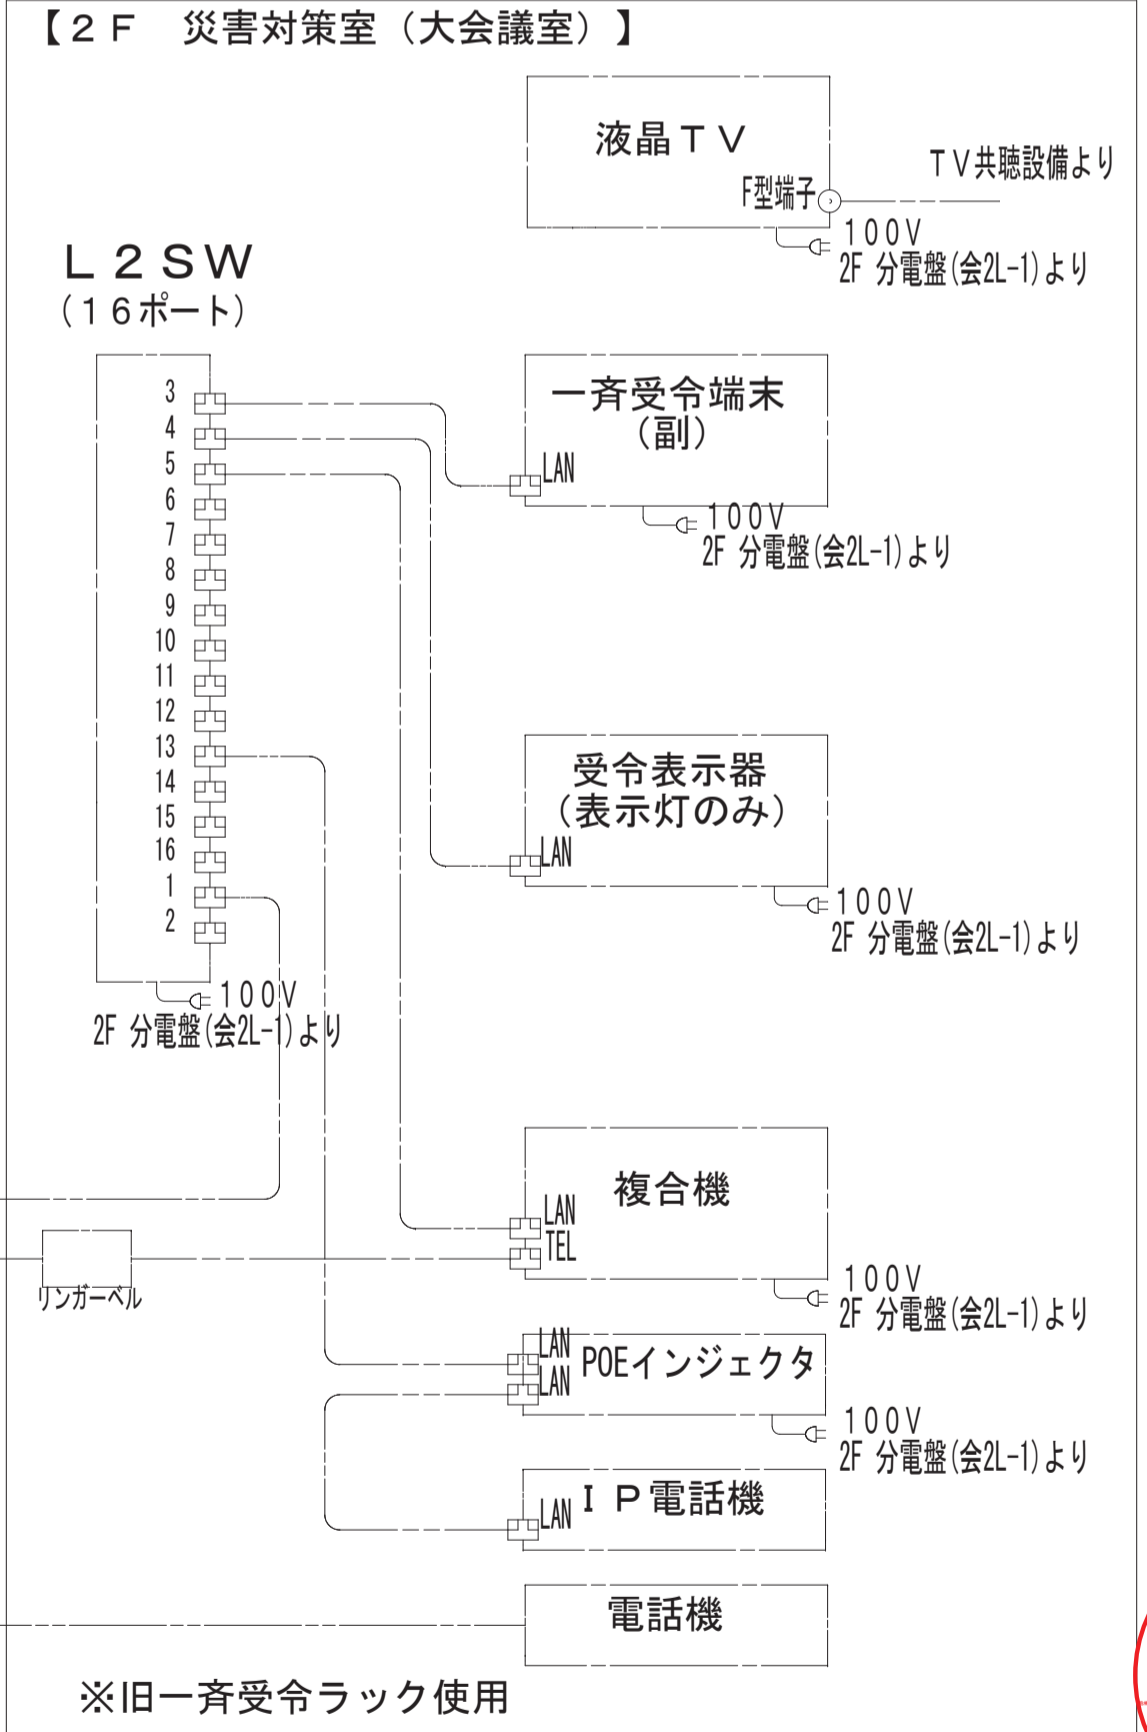 【２Ｆ　災害対策室（大会議室）】
液晶ＴＶ
ＴＶ共聴設備より
F型端子
１００V
2F 分電盤(会2L-1)より
Ｌ２ＳＷ
（１６ポート）
3
4
5
6
7
8
9
10
11
12
13
14
15
16
1
2
１００V
2F 分電盤(会2L-1)より
一斉受令端末
（副）
LAN
１００V
2F 分電盤(会2L-1)より
受令表示器
（表示灯のみ）
LAN
１００V
2F 分電盤(会2L-1)より
複合機
LAN
TEL
１００V
2F 分電盤(会2L-1)より
リンガーベル
LAN
LAN
POEインジェクタ
１００V
2F 分電盤(会2L-1)より
ＩＰ電話機
LAN
電話機
※旧一斉受令ラック使用